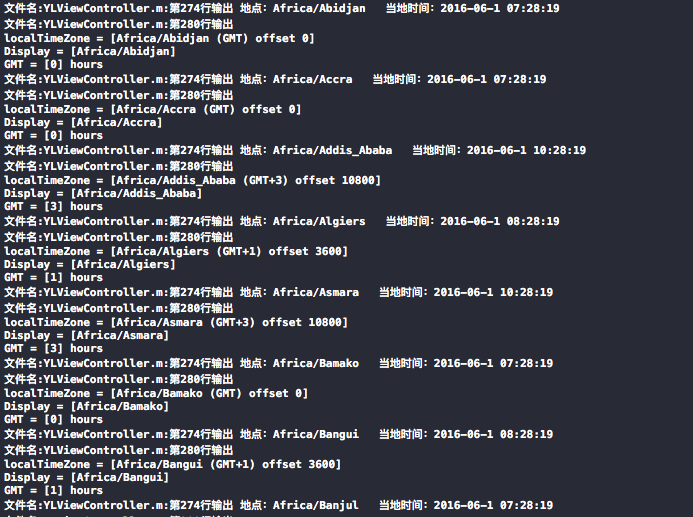 文件名:YLViewController.m:第274行输出 地点：Africa/Abidjan   当地时间：2016-06-1 07:28:19
文件名:YLViewController.m:第280行输出
localTimeZone = [Africa/Abidjan (GMT) offset 0]
Display = [Africa/Abidjan]
GMT = [0] hours
文件名:YLViewController.m:第274行输出 地点：Africa/Accra   当地时间：2016-06-1 07:28:19
文件名:YLViewController.m:第280行输出
localTimeZone = [Africa/Accra (GMT) offset 0]
Display = [Africa/Accra]
GMT = [0] hours
文件名:YLViewController.m:第274行输出 地点：Africa/Addis_Ababa   当地时间：2016-06-1 10:28:19
文件名:YLViewController.m:第280行输出
localTimeZone = [Africa/Addis_Ababa (GMT+3) offset 10800]
Display = [Africa/Addis_Ababa]
GMT = [3] hours
文件名:YLViewController.m:第274行输出 地点：Africa/Algiers   当地时间：2016-06-1 08:28:19
文件名:YLViewController.m:第280行输出
localTimeZone = [Africa/Algiers (GMT+1) offset 3600]
Display = [Africa/Algiers]
GMT = [1] hours
文件名:YLViewController.m:第274行输出 地点：Africa/Asmara   当地时间：2016-06-1 10:28:19
文件名:YLViewController.m:第280行输出
localTimeZone = [Africa/Asmara (GMT+3) offset 10800]
Display = [Africa/Asmara]
GMT = [3] hours
文件名:YLViewController.m:第274行输出 地点：Africa/Bamako   当地时间：2016-06-1 07:28:19
文件名:YLViewController.m:第280行输出
localTimeZone = [Africa/Bamako (GMT) offset 0]
Display = [Africa/Bamako]
GMT = [0] hours
文件名:YLViewController.m:第274行输出 地点：Africa/Bangui   当地时间：2016-06-1 08:28:19
文件名:YLViewController.m:第280行输出
localTimeZone = [Africa/Bangui (GMT+1) offset 3600]
Display = [Africa/Bangui]
GMT = [1] hours
文件名:YLViewController.m:第274行输出 地点：Africa/Banjul   当地时间：2016-06-1 07:28:19